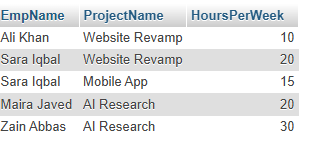 EmpName ProjectName HoursPerWeek
Ali Khan Website Revamp 10
Sara Iqbal Website Revamp 20
Sara Iqbal Mobile App 15
Maira Javed AI Research 20
Zain Abbas AI Research 30